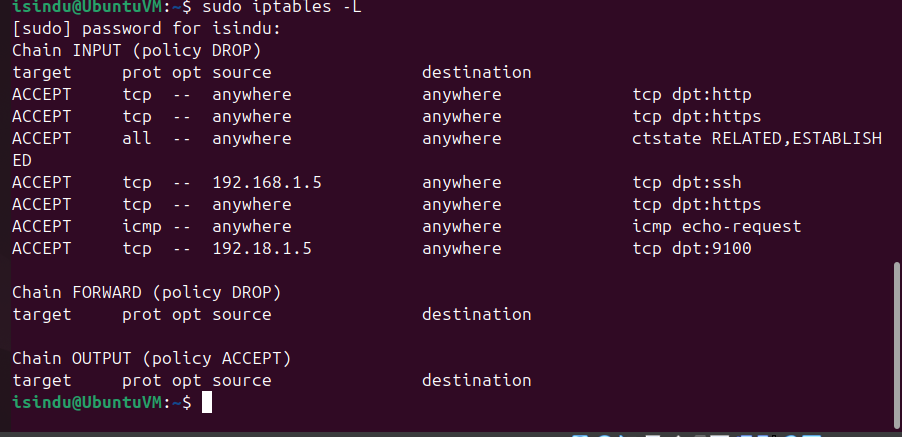 isindu@UbuntuVM:~$ sudo iptables -L
[sudo] password for isindu:
Chain INPUT (policy DROP)
target     prot opt source               destination
ACCEPT     tcp  --  anywhere             anywhere             tcp dpt:http
ACCEPT     tcp  --  anywhere             anywhere             tcp dpt:https
ACCEPT     all  --  anywhere             anywhere             ctstate RELATED,ESTABLISH
ED
ACCEPT     tcp  --  192.168.1.5          anywhere             tcp dpt:ssh
ACCEPT     tcp  --  anywhere             anywhere             tcp dpt:https
ACCEPT     icmp --  anywhere             anywhere             icmp echo-request
ACCEPT     tcp  --  192.18.1.5           anywhere             tcp dpt:9100

Chain FORWARD (policy DROP)
target     prot opt source               destination

Chain OUTPUT (policy ACCEPT)
target     prot opt source               destination
isindu@UbuntuVM:~$